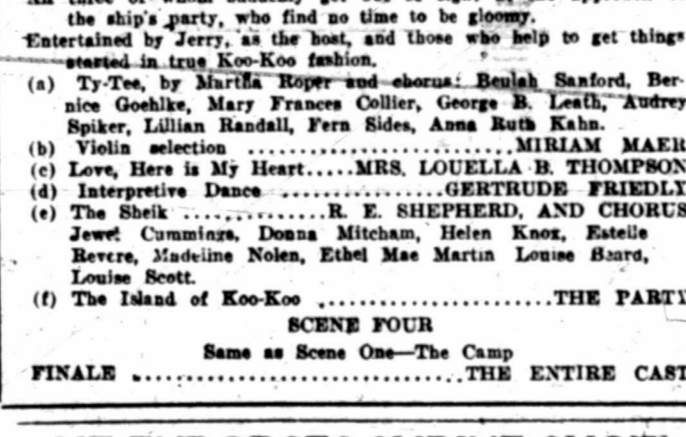 the ship's party, who find no time to be gloomy.
Entertained by Jerry, as the host, and those who help to get things
started in true Koo-Koo fashion.
(a) Ty-Tee, by Martha Roper and chorus: Beulah Sanford, Ber-
nice Goehlke, Mary Frances Collier, George B. Leath, Audrey
Spiker, Lillian Randall, Fern Sides, Anna Ruth Kahn.
(b) Violin selection ........................MIRIAM MAER
(c) Love, Here is My Heart.....MRS. LOUELLA B. THOMPSON
(d) Interpretive Dance ................GERTRUDE FRIEDLY
(e) The Sheik .............R. E. SHEPHERD, AND CHORUS
Jewel Cummings, Donna Mitcham, Helen Knox, Estelle
Revere, Madeline Nolen, Ethel Mae Martin Louise Beard,
Louise Scott.
(f) The Island of Koo-Koo .....................THE PARTY
SCENE FOUR
Same as Scene One—The Camp
FINALE ..............................THE ENTIRE CAST